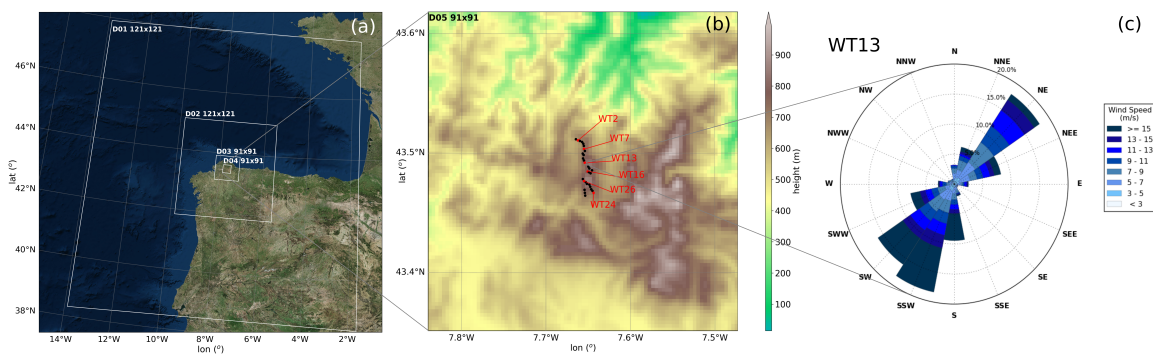 (a)
D01 121x121
D02 121x121
D03 91x91
D04 91x91
46°N
44°N
42°N
40°N
38°N
lat (°)
14°W 12°W 10°W 8°W 6°W 4°W 2°W
lon (°)
D05 91x91
(b)
WT2
WT7
WT13
WT16
WT26
WT24
43.6°N
43.5°N
43.4°N
lat (°)
7.8°W 7.7°W 7.6°W 7.5°W
lon (°)
900
800
700
600
500
400
300
200
100
height (m)
WT13
(c)
N
NNE
NE
NEE
E
SEE
SE
SSE
S
SSW
SW
SWW
W
NWW
NW
NNW
20.0%
15.0%
10.0%
Wind Speed
(m/s)
>= 15
13 - 15
11 - 13
9 - 11
7 - 9
5 - 7
3 - 5
< 3